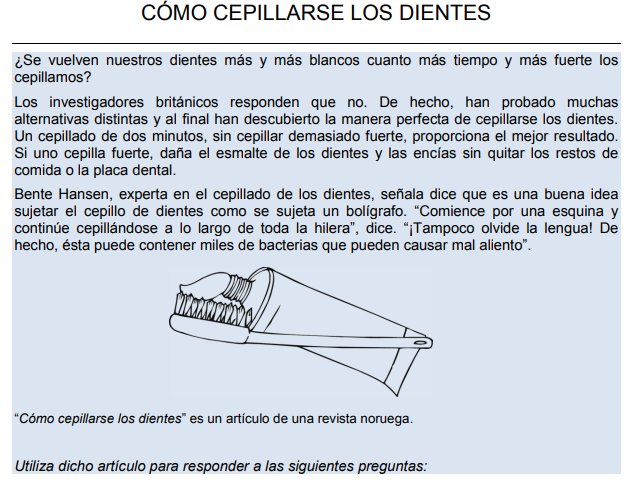 CÓMO CEPILLARSE LOS DIENTES
¿Se vuelven nuestros dientes más y más blancos cuanto más tiempo y más fuerte los
cepillamos?
Los investigadores británicos responden que no. De hecho, han probado muchas
alternativas distintas y al final han descubierto la manera perfecta de cepillarse los dientes.
Un cepillado de dos minutos, sin cepillar demasiado fuerte, proporciona el mejor resultado.
Si uno cepilla fuerte, daña el esmalte de los dientes y las encías sin quitar los restos de
comida o la placa dental.
Bente Hansen, experta en el cepillado de los dientes, señala dice que es una buena idea
sujetar el cepillo de dientes como se sujeta un bolígrafo. “Comience por una esquina y
continúe cepillándose a lo largo de toda la hilera”, dice. “¡Tampoco olvide la lengua! De
hecho, ésta puede contener miles de bacterias que pueden causar mal aliento”.
“Cómo cepillarse los dientes” es un artículo de una revista noruega.
Utiliza dicho artículo para responder a las siguientes preguntas: